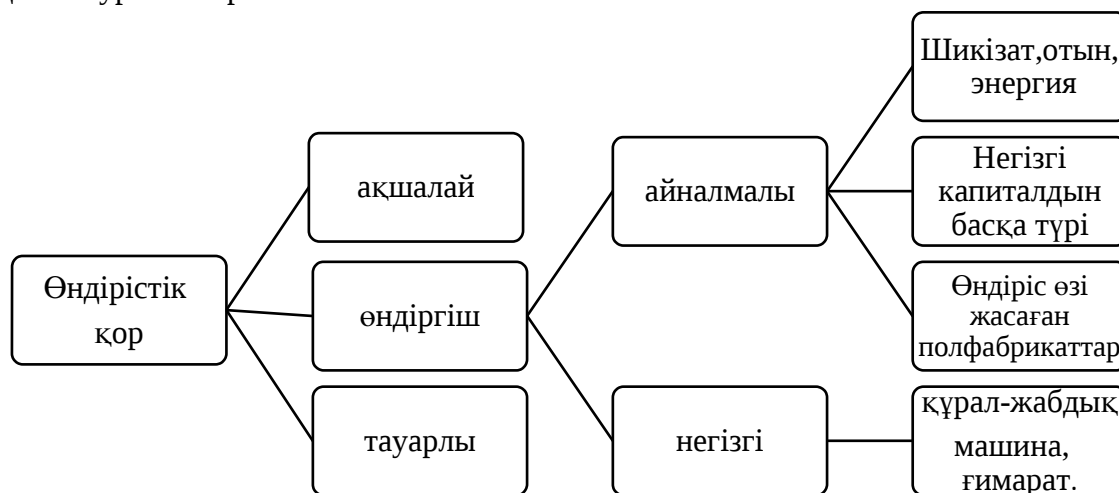 Шикізат,отын,
энергия
ақшалай
айналмалы
Негізгі
капиталдын
басқа түрі
Өндірістік
қор
өндіргіш
Өндіріс өзі
жасаған
полфабрикаттар
тауарлы
негізгі
құрал-жабдық
машина,
ғимарат.